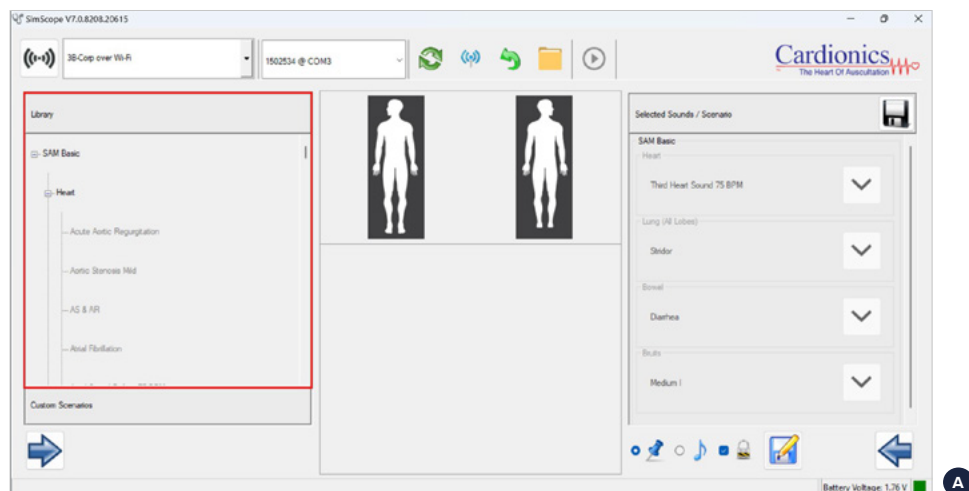 SimScope V7.0.8208.20615
3B-Corp over Wi-Fi
1502534 @ COM3
Cardionics
The Heart Of Auscultation
Library
SAM Basic
Heart
Acute Aortic Regurgitation
Aortic Stenosis Mild
AS & AR
Atrial Fibrillation
Custom Scenarios
Selected Sounds / Scenario
SAM Basic
Heart
Third Heart Sound 75 BPM
Lung (All Lobes)
Stridor
Bowel
Diarrhea
Bruits
Medium I
Battery Voltage: 1.76 V
A